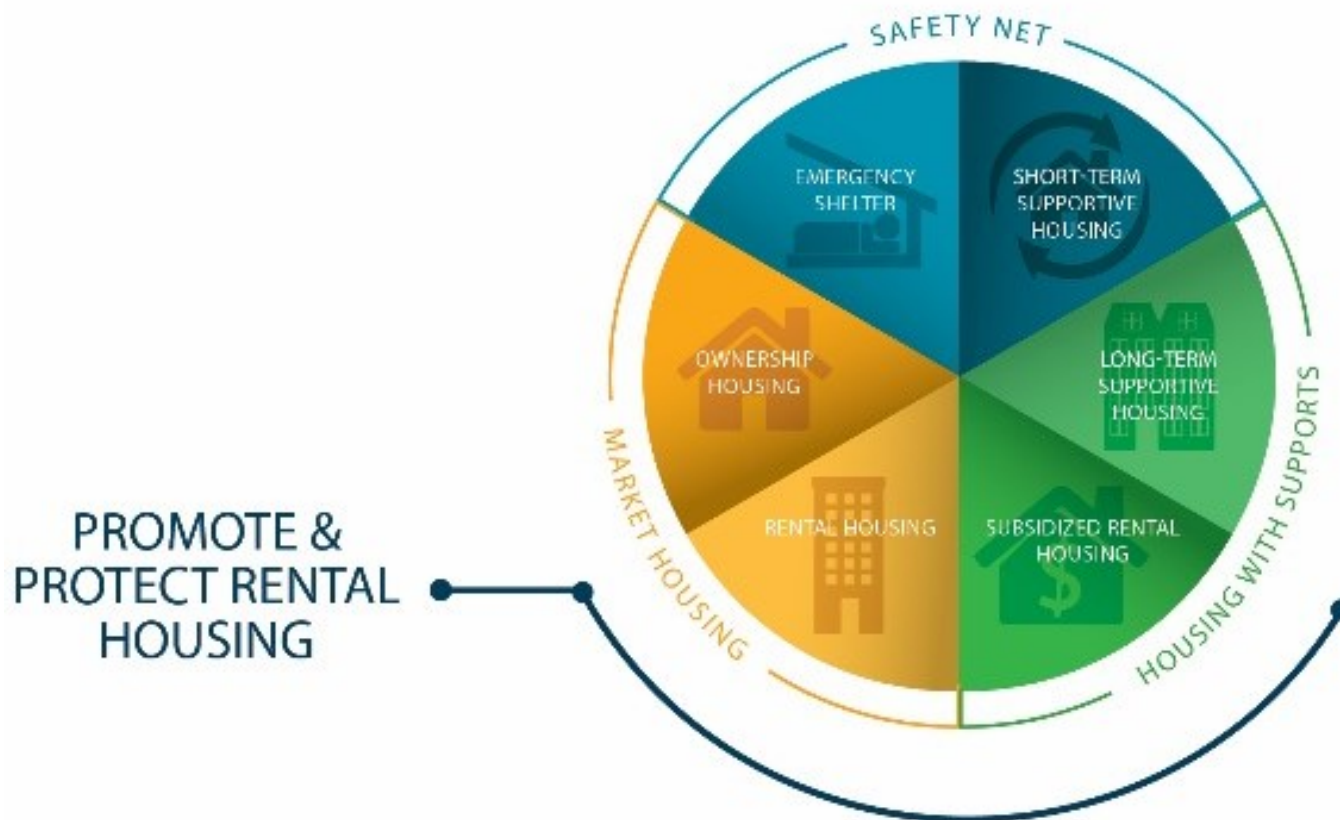 SAFETY NET
EMERGENCY
SHELTER
SHORT-TERM
SUPPORTIVE
HOUSING
OWNERSHIP
HOUSING
LONG-TERM
SUPPORTIVE
HOUSING
RENTAL HOUSING
SUBSIDIZED RENTAL
HOUSING
$
MARKET HOUSING
HOUSING WITH SUPPORTS
PROMOTE &
PROTECT RENTAL
HOUSING